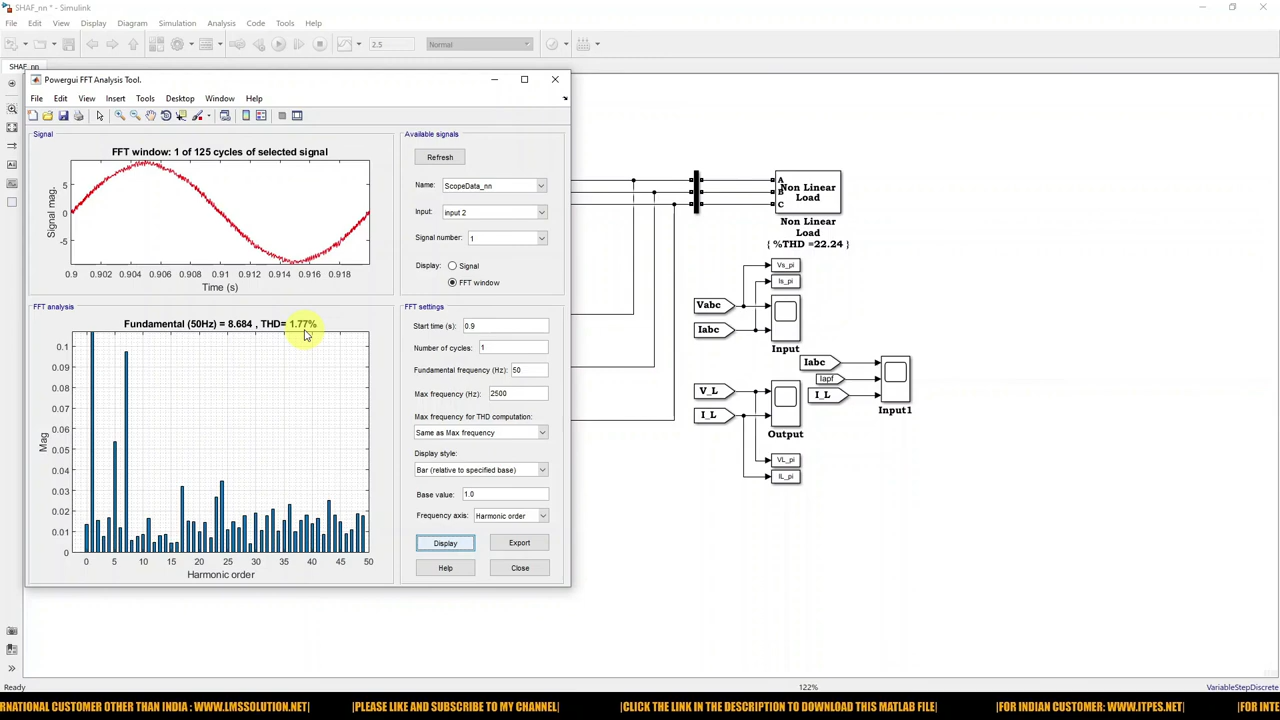 SHAF_nn * - Simulink
File Edit View Display Diagram Simulation Analysis Code Tools Help
2.5 Normal
SHAF_nn
Powergui FFT Analysis Tool.
File Edit View Insert Tools Desktop Window Help
Signal
FFT window: 1 of 125 cycles of selected signal
Signal mag.
5
0
-5
0.9 0.902 0.904 0.906 0.908 0.91 0.912 0.914 0.916 0.918
Time (s)
FFT analysis
Fundamental (50Hz) = 8.684 , THD= 1.77%
Mag
0.1
0.09
0.08
0.07
0.06
0.05
0.04
0.03
0.02
0.01
0
0 5 10 15 20 25 30 35 40 45 50
Harmonic order
Available signals
Refresh
Name: ScopeData_nn
Input: input 2
Signal number: 1
Display: Signal
FFT window
FFT settings
Start time (s): 0.9
Number of cycles: 1
Fundamental frequency (Hz): 50
Max frequency (Hz): 2500
Max frequency for THD computation:
Same as Max frequency
Display style:
Bar (relative to specified base)
Base value: 1.0
Frequency axis: Harmonic order
Display Export
Help Close
A
B
C
Non Linear
Load
Non Linear
Load
{ %THD =22.24 }
Vs_pi
Is_pi
Vabc
Iabc
Input
Iabc
Iapf
I_L
Input1
V_L
I_L
Output
VL_pi
IL_pi
Ready 122% VariableStepDiscrete
RNATIONAL CUSTOMER OTHER THAN INDIA : WWW.LMSSOLUTION.NET| |PLEASE LIKE AND SUBSCRIBE TO MY CHANNEL| |CLICK THE LINK IN THE DESCRIPTION TO DOWNLOAD THIS MATLAB FILE| |FOR INDIAN CUSTOMER: WWW.ITPES.NET| |FOR INTE